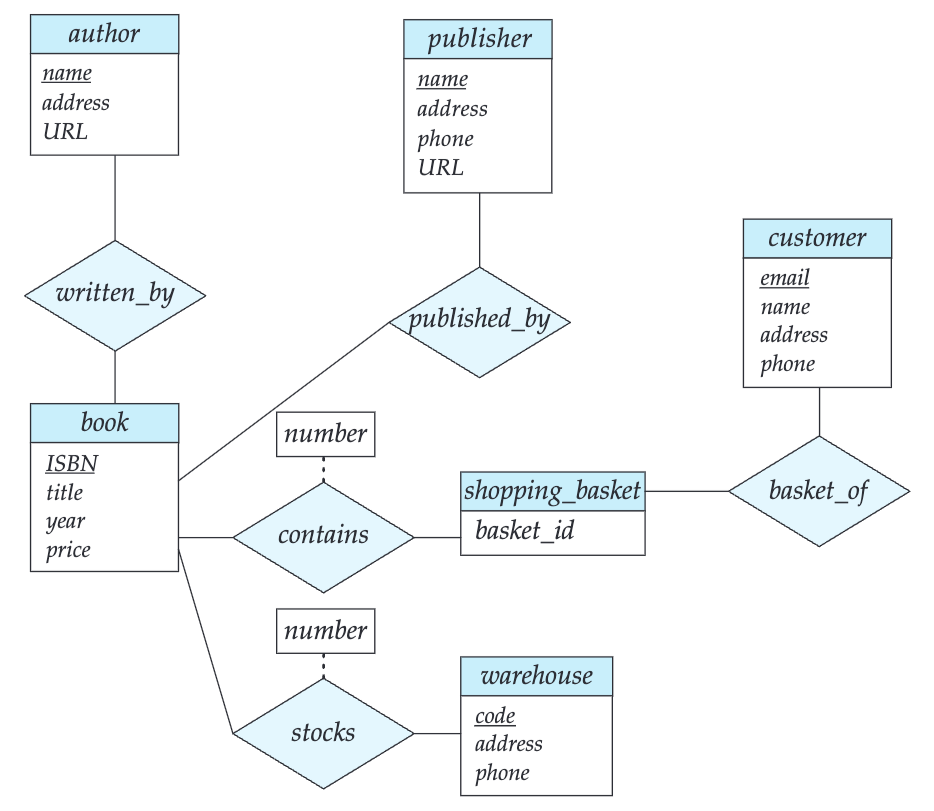 author
name
address
URL
publisher
name
address
phone
URL
customer
email
name
address
phone
written_by
published_by
book
ISBN
title
year
price
number
contains
shopping_basket
basket_id
basket_of
number
stocks
warehouse
code
address
phone